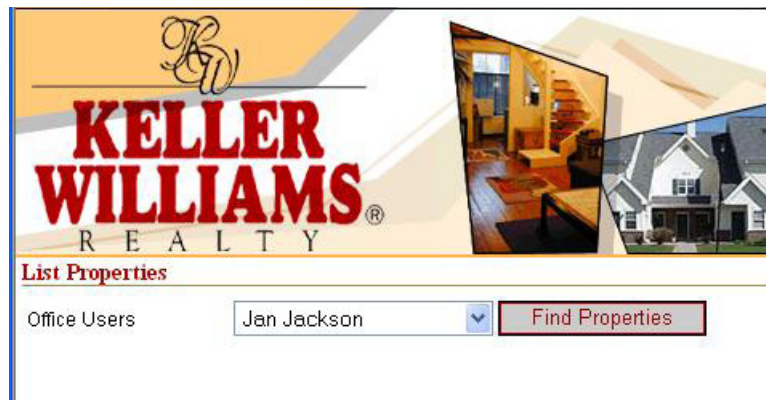 KW
KELLER
WILLIAMS®
REALTY
List Properties
Office Users Jan Jackson Find Properties